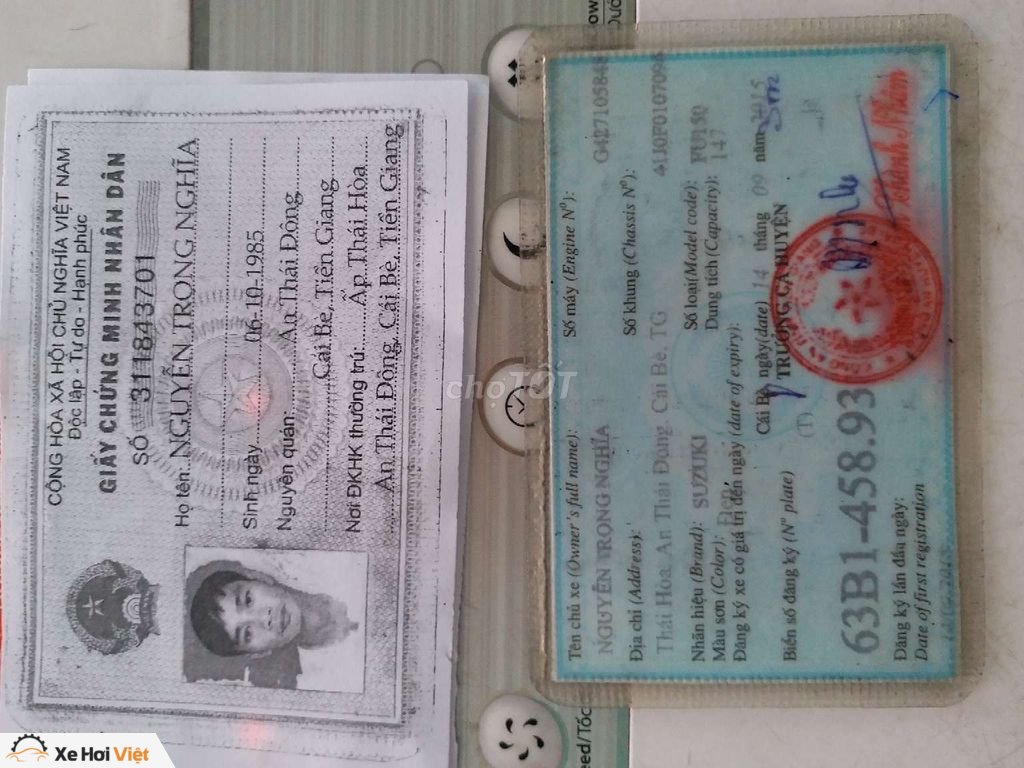 CỘNG HÒA XÃ HỘI CHỦ NGHĨA VIỆT NAM
Độc lập - Tự do - Hạnh phúc
GIẤY CHỨNG MINH NHÂN DÂN
SỐ 311843701
Họ tên: NGUYỄN TRỌNG NGHĨA
Sinh ngày 06-10-1985
Nguyên quán An Thái Đông
Cái Bè, Tiền Giang
Nơi ĐKHK thường trú: Ấp Thái Hòa
An Thái Đông, Cái Bè, Tiền Giang
Tên chủ xe (Owner's full name):
NGUYỄN TRỌNG NGHĨA
Địa chỉ (Address):
Thái Hòa, An Thái Đông, Cái Bè, TG
Nhãn hiệu (Brand): SUZUKI
Màu sơn (Color): Đen
Đăng ký xe có giá trị đến ngày (date of expiry):
Biển số đăng ký (Nº plate)
63B1-458.93
Đăng ký lần đầu ngày:
Date of first registration
Số máy (Engine Nº):
Số khung (Chassis Nº):
Số loại (Model code): FU150
Dung tích (Capacity): 147
Cái Bè, ngày (date) 14 tháng 09 năm 2015
TRƯỞNG CA HUYỆN
chợTỐT
eed/Tốc
Xe Hơi Việt